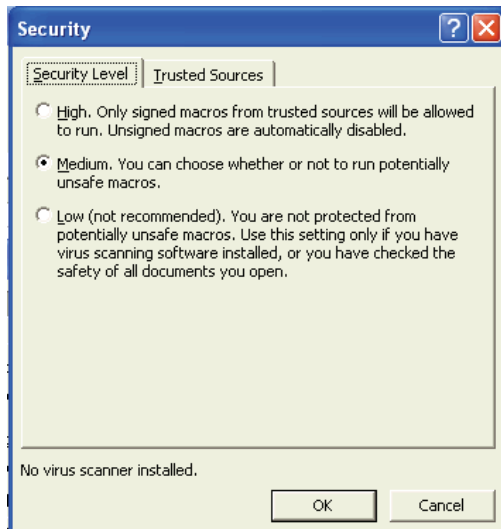 Security
Security Level
Trusted Sources
High. Only signed macros from trusted sources will be allowed
to run. Unsigned macros are automatically disabled.
Medium. You can choose whether or not to run potentially
unsafe macros.
Low (not recommended). You are not protected from
potentially unsafe macros. Use this setting only if you have
virus scanning software installed, or you have checked the
safety of all documents you open.
No virus scanner installed.
OK
Cancel